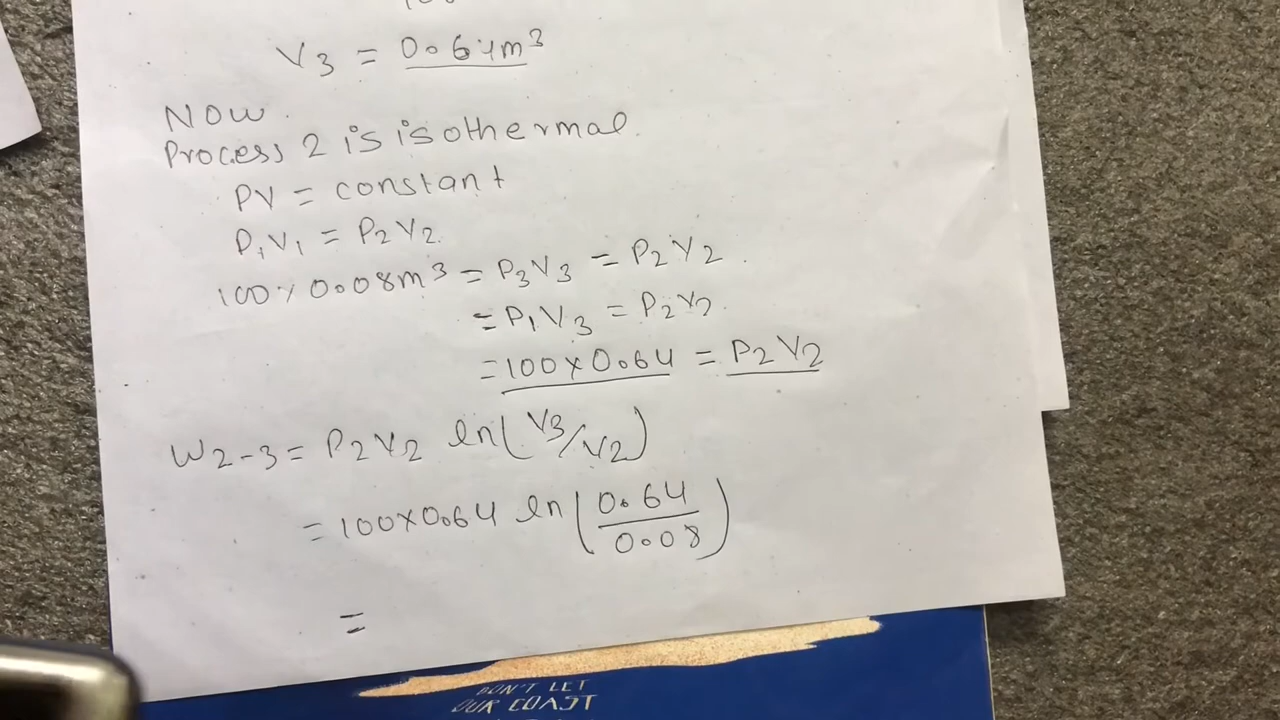 V3 = 0.64m³
NOW.
Process 2 is isothermal.
PV = constant
P1V1 = P2V2.
100×0.08m³ = P3V3 = P2V2.
= P1V3 = P2V2.
= 100×0.64 = P2V2
W2-3 = P2V2 ln(V3/V2)
= 100×0.64 ln(0.64/0.08)
=
DON'T LET
OUR COAST